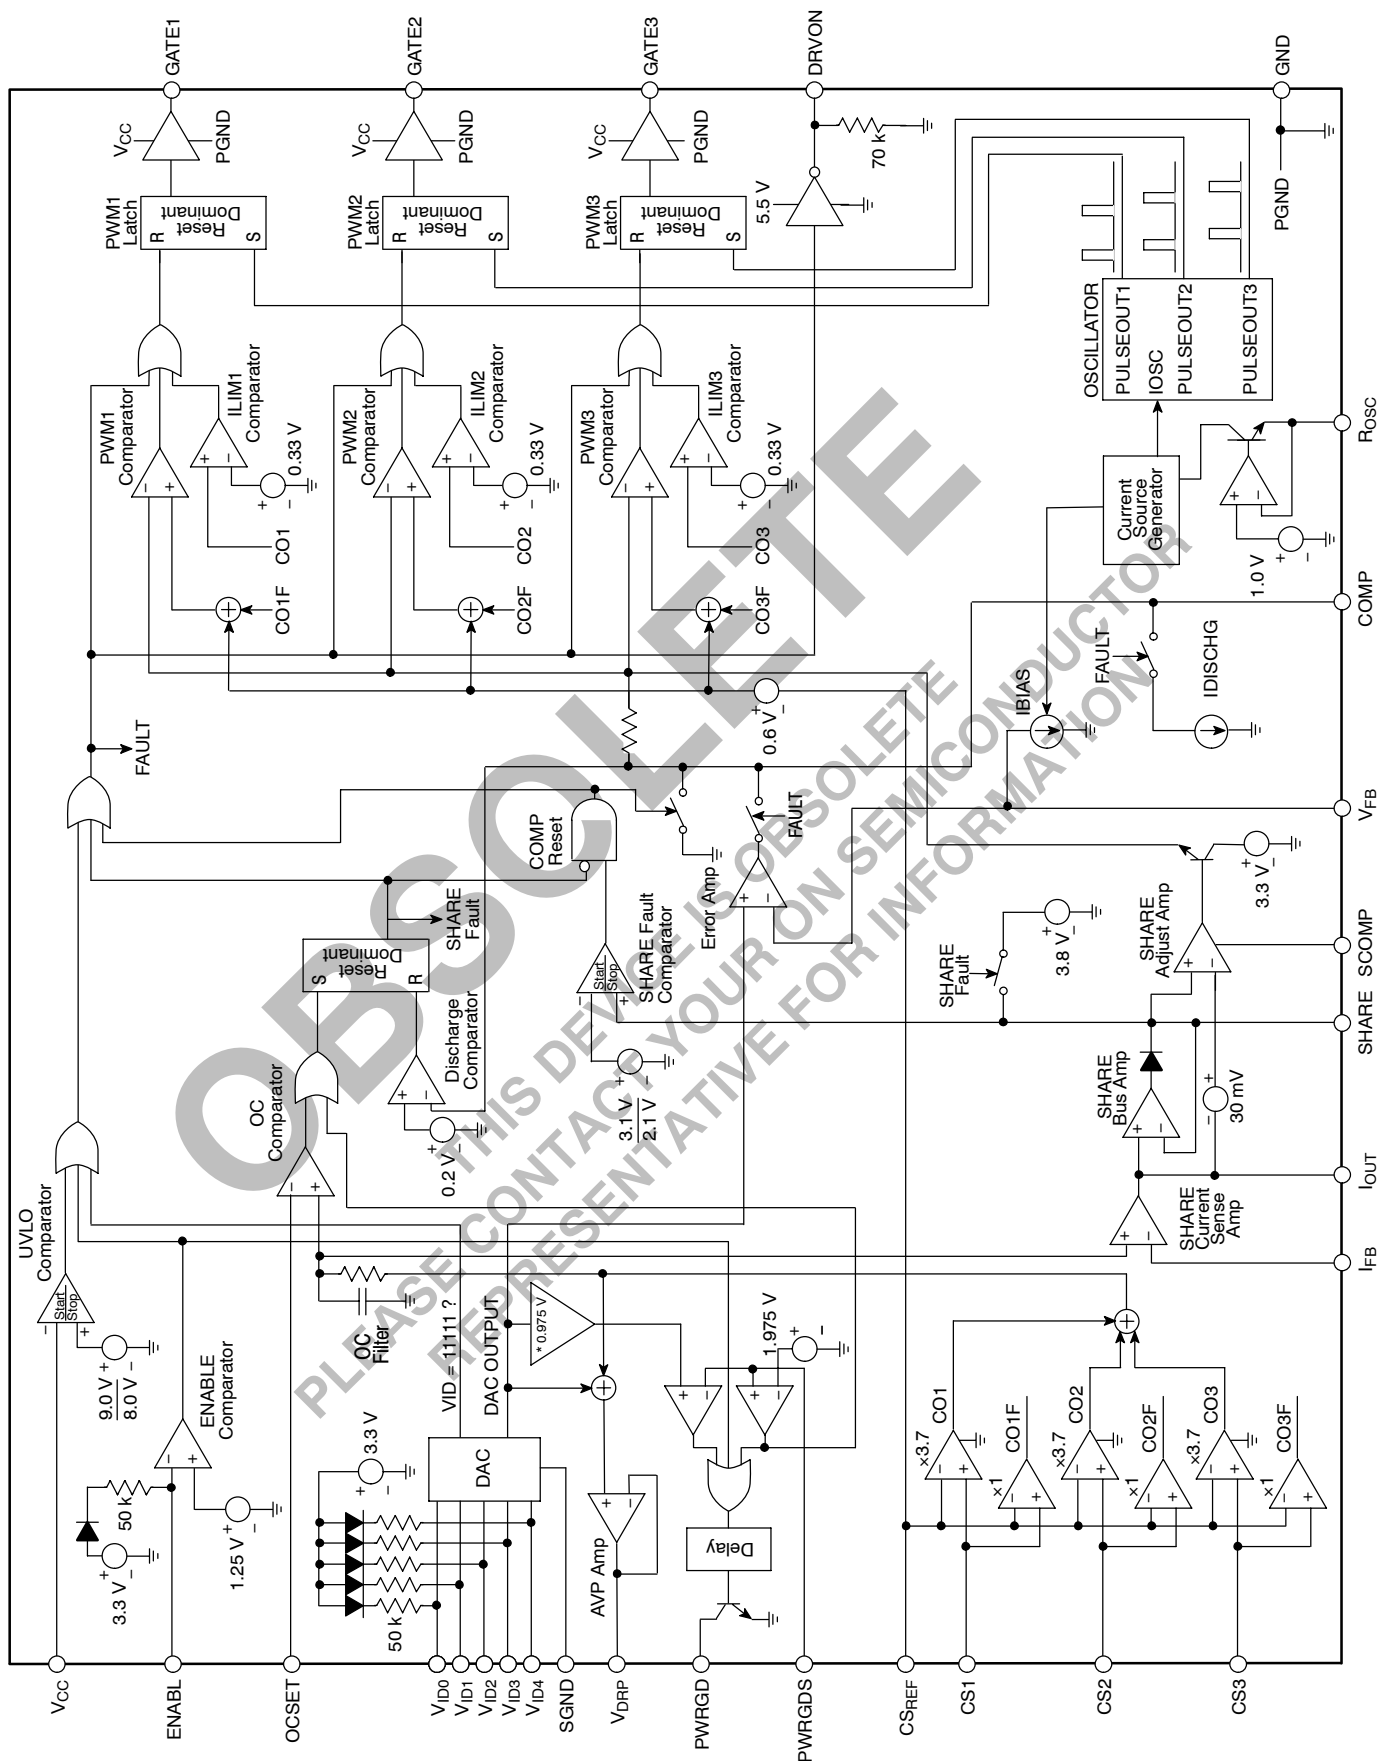 VCC
ENABL
OCSET
VID0
VID1
VID2
VID3
VID4
SGND
VDRP
PWRGD
PWRGDS
CSREF
CS1
CS2
CS3
UVLO
Comparator
Start
Stop
−
+
9.0 V
8.0 V
+
−
3.3 V
+
−
50 k
ENABLE
Comparator
−
+
1.25 V
+
−
50 k
3.3 V
+
−
DAC
VID = 11111 ?
DAC OUTPUT
* 0.975 V
OC
Filter
AVP Amp
+
−
+
−
+
−
1.975 V
+
−
Delay
×3.7
CO1
−
+
×1
CO1F
−
+
×3.7
CO2
−
+
×1
CO2F
−
+
×3.7
CO3
−
+
×1
CO3F
−
+
OC
Comparator
−
+
Discharge
Comparator
+
−
0.2 V
+
−
S
Reset
Dominant
R
SHARE
Fault
FAULT
COMP
Reset
SHARE Fault
Comparator
Start
Stop
−
+
3.1 V
2.1 V
+
−
Error Amp
+
−
FAULT
0.6 V
+
−
SHARE
Current
Sense
Amp
+
−
SHARE
Bus Amp
+
−
30 mV
−
+
SHARE
Fault
3.8 V
+
−
SHARE
Adjust Amp
+
−
3.3 V
+
−
IBIAS
FAULT
IDISCHG
1.0 V
+
−
+
−
Current
Source
Generator
OSCILLATOR
PULSEOUT1
IOSC
PULSEOUT2
PULSEOUT3
PWM1
Comparator
−
+
ILIM1
Comparator
+
−
0.33 V
+
−
CO1
CO1F
PWM1
Latch
R
Reset
Dominant
S
VCC
PGND
PWM2
Comparator
−
+
ILIM2
Comparator
+
−
0.33 V
+
−
CO2
CO2F
PWM2
Latch
R
Reset
Dominant
S
VCC
PGND
PWM3
Comparator
−
+
ILIM3
Comparator
+
−
0.33 V
+
−
CO3
CO3F
PWM3
Latch
R
Reset
Dominant
S
VCC
PGND
5.5 V
70 k
PGND
GATE1
GATE2
GATE3
DRVON
GND
IFB
IOUT
SHARE
SCOMP
VFB
COMP
ROSC
OBSOLETE
THIS DEVICE IS OBSOLETE
PLEASE CONTACT YOUR ON SEMICONDUCTOR
REPRESENTATIVE FOR INFORMATION